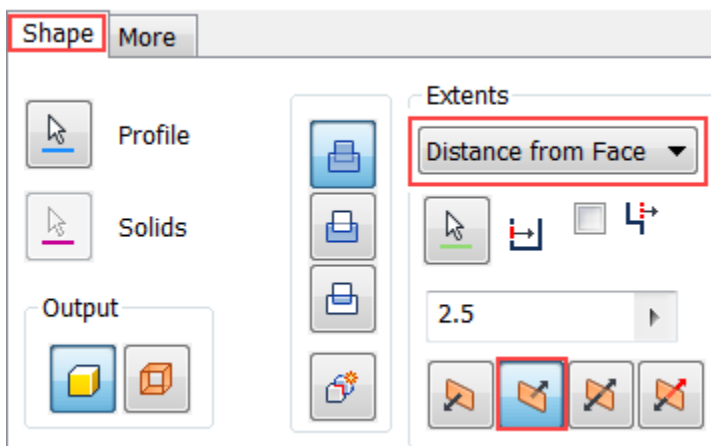 Shape More
Extents
Profile
Distance from Face
Solids
Output
2.5